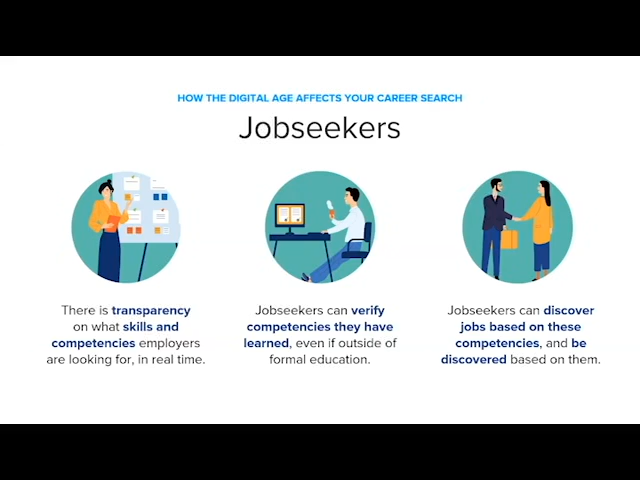 HOW THE DIGITAL AGE AFFECTS YOUR CAREER SEARCH
Jobseekers
There is transparency
on what skills and
competencies employers
are looking for, in real time.
Jobseekers can verify
competencies they have
learned, even if outside of
formal education.
Jobseekers can discover
jobs based on these
competencies, and be
discovered based on them.